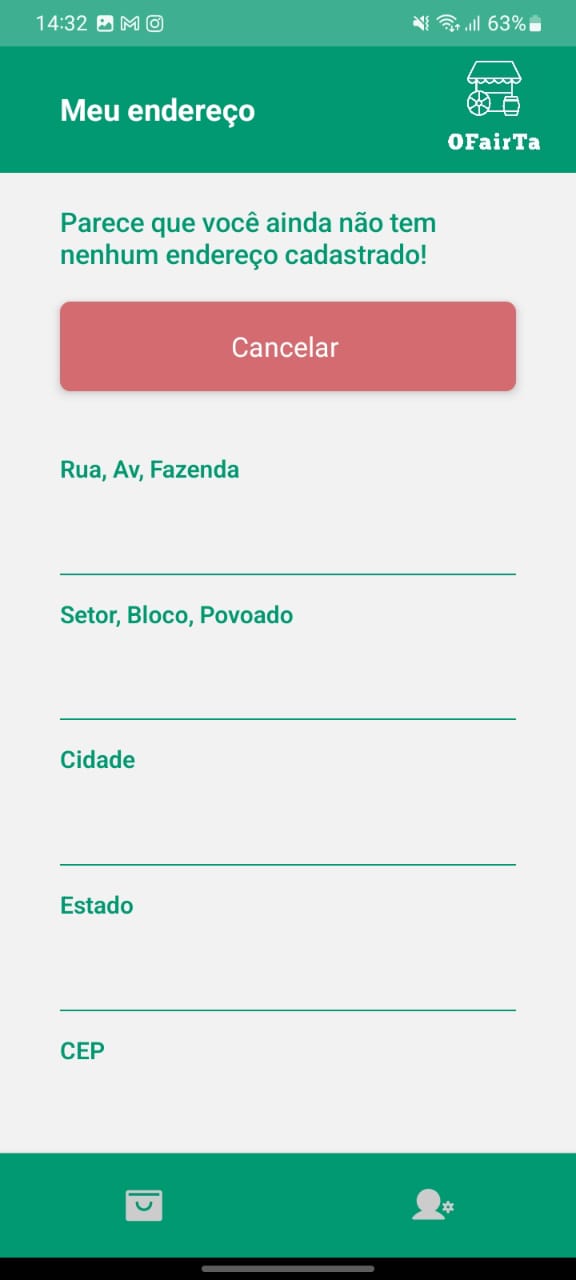 14:32 63%
Meu endereço
OFairTa
Parece que você ainda não tem
nenhum endereço cadastrado!
Cancelar
Rua, Av, Fazenda
Setor, Bloco, Povoado
Cidade
Estado
CEP